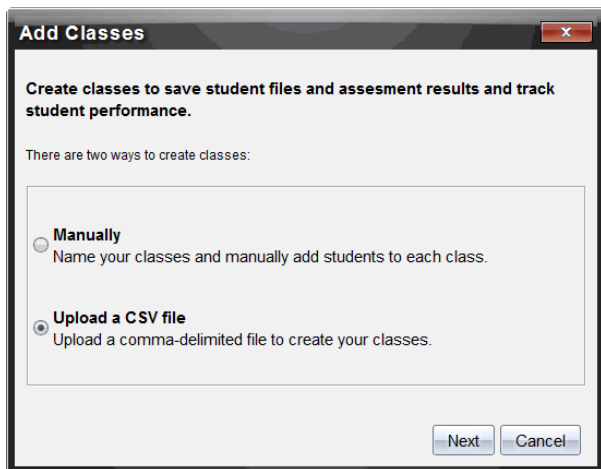 Add Classes
Create classes to save student files and assesment results and track
student performance.
There are two ways to create classes:
Manually
Name your classes and manually add students to each class.
Upload a CSV file
Upload a comma-delimited file to create your classes.
Next Cancel